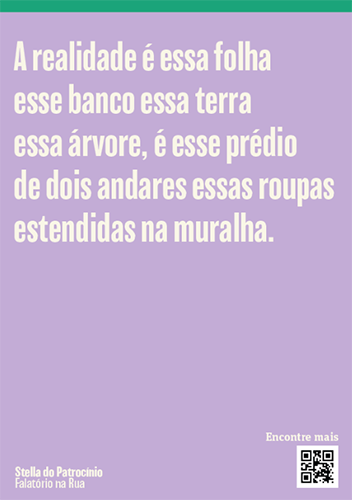 A realidade é essa folha
esse banco essa terra
essa árvore, é esse prédio
de dois andares essas roupas
estendidas na muralha.
Encontre mais
Stella do Patrocínio
Falatório na Rua